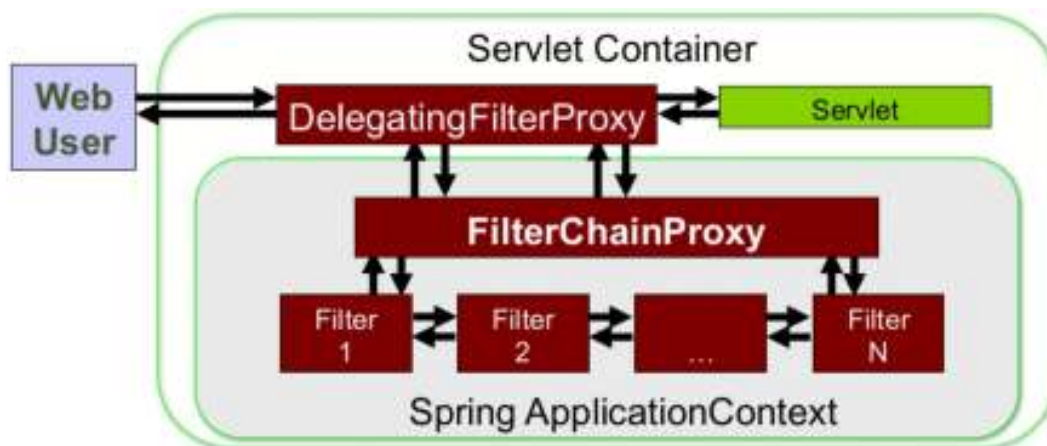 Servlet Container
Web
User
DelegatingFilterProxy
Servlet
FilterChainProxy
Filter
1
Filter
2
...
Filter
N
Spring ApplicationContext